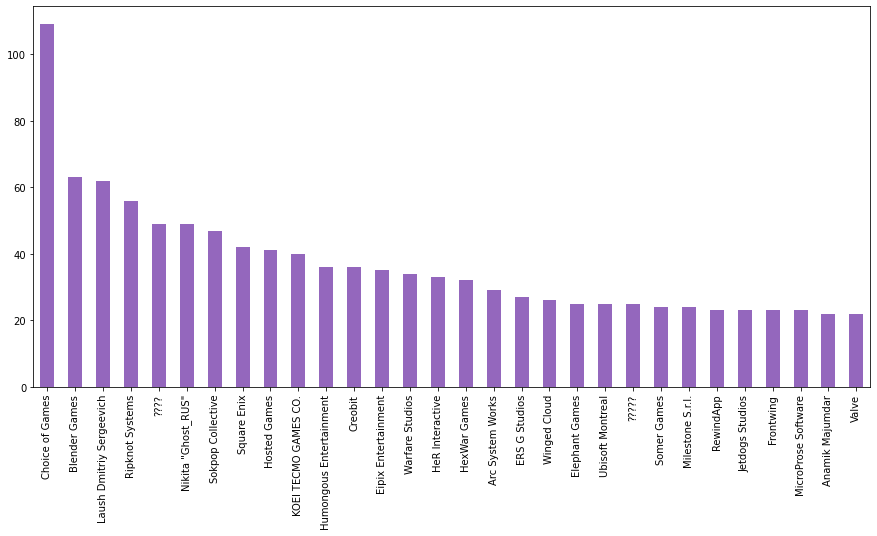 100
80
60
40
20
0
Choice of Games
Blender Games
Laush Dmitriy Sergeevich
Ripknot Systems
????
Nikita "Ghost_RUS"
Sokpop Collective
Square Enix
Hosted Games
KOEI TECMO GAMES CO.
Humongous Entertainment
Creobit
Eipix Entertainment
Warfare Studios
HeR Interactive
HexWar Games
Arc System Works
ERS G Studios
Winged Cloud
Elephant Games
Ubisoft Montreal
?????
Somer Games
Milestone S.r.l.
RewindApp
Jetdogs Studios
Frontwing
MicroProse Software
Anamik Majumdar
Valve